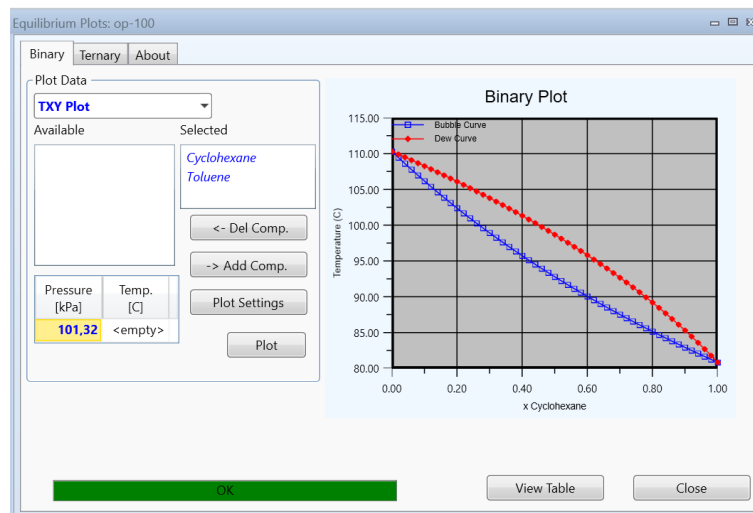 Equilibrium Plots: op-100
Binary Ternary About
Plot Data
TXY Plot
Available Selected
Cyclohexane
Toluene
<- Del Comp.
-> Add Comp.
Pressure [kPa] Temp. [C]
101,32 <empty>
Plot Settings
Plot
Binary Plot
Bubble Curve
Dew Curve
Temperature (C)
115.00
110.00
105.00
100.00
95.00
90.00
85.00
80.00
0.00 0.20 0.40 0.60 0.80 1.00
x Cyclohexane
OK
View Table
Close